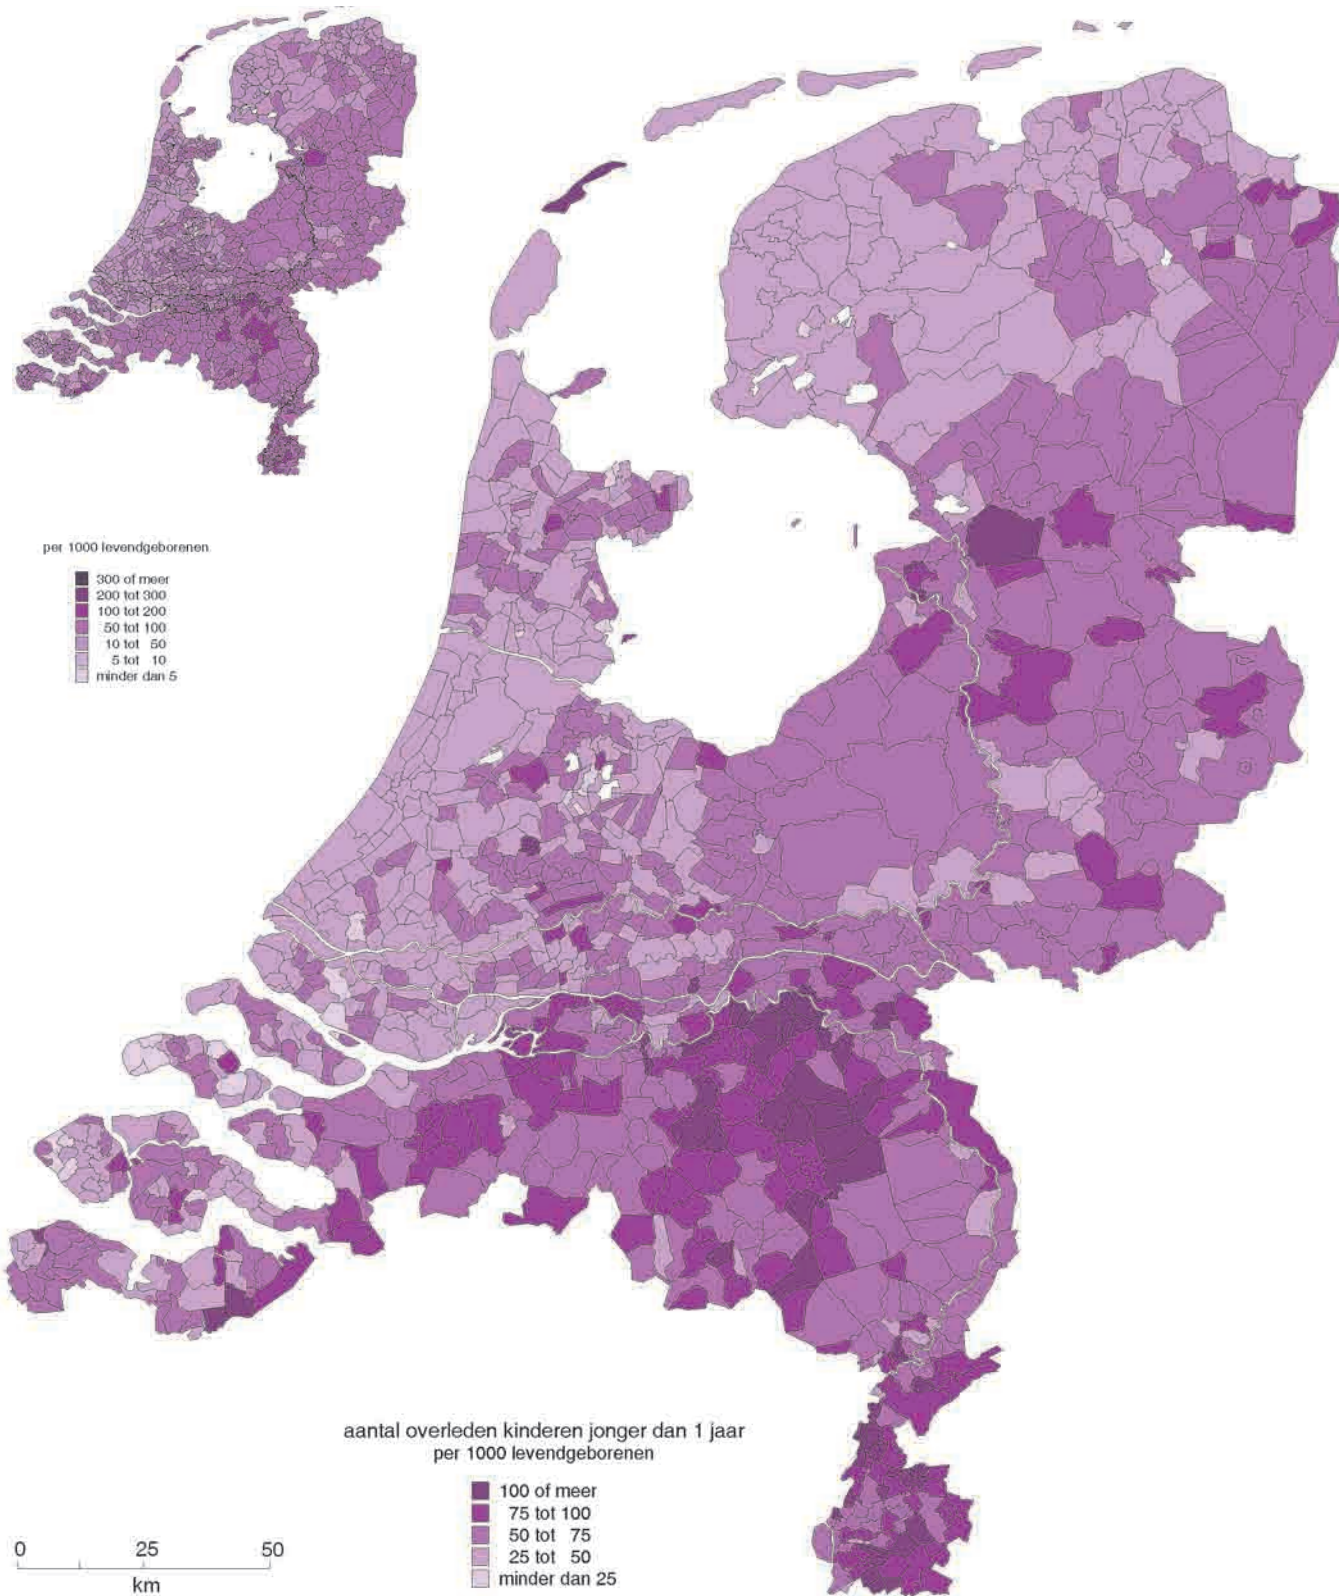 per 1000 levendgeborenen
300 of meer
200 tot 300
100 tot 200
50 tot 100
10 tot 50
5 tot 10
minder dan 5
aantal overleden kinderen jonger dan 1 jaar
per 1000 levendgeborenen
100 of meer
75 tot 100
50 tot 75
25 tot 50
minder dan 25
0 25 50
km